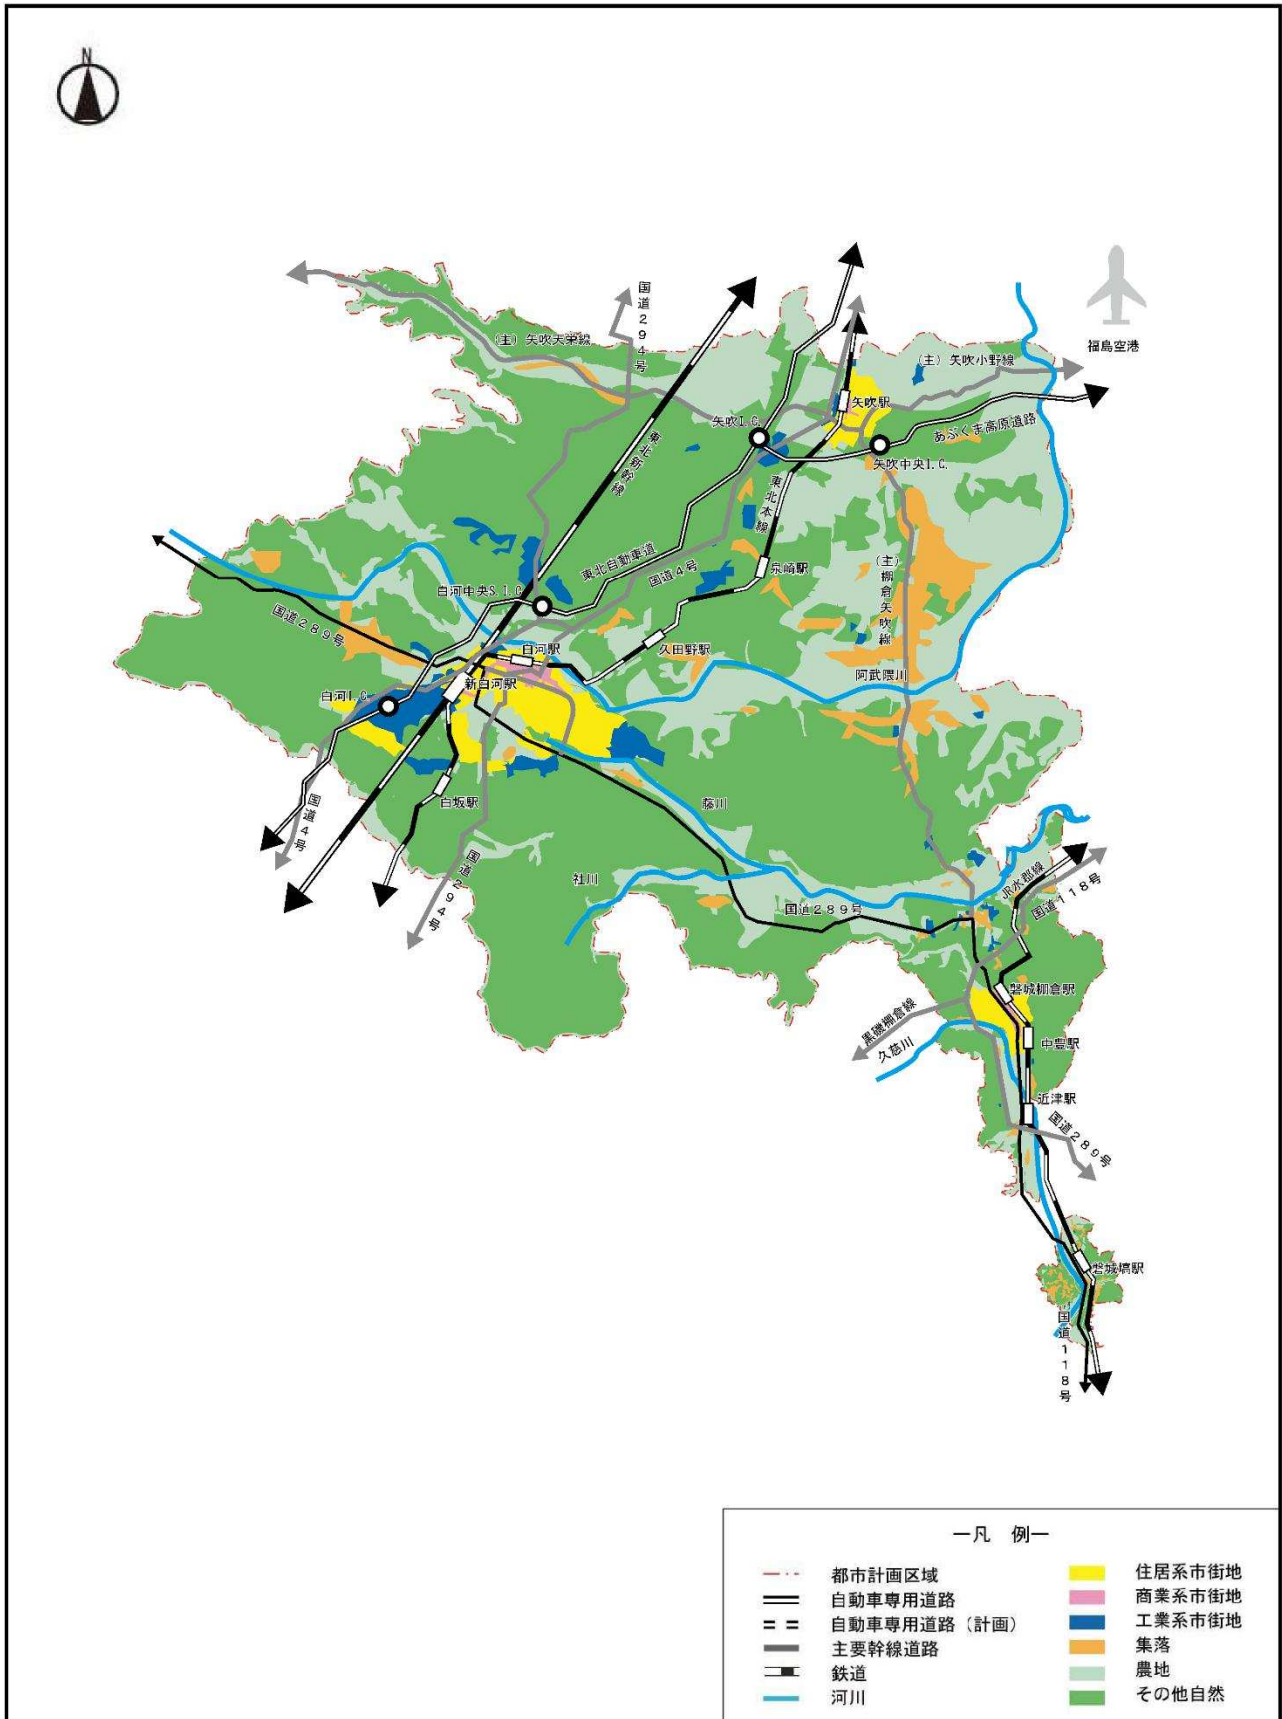 N
国道294号
福島空港
(主) 矢吹天栄線
(主) 矢吹小野線
矢吹駅
矢吹I.C.
あぶくま高原道路
東北新幹線
矢吹中央I.C.
東北本線
(主)棚倉矢吹線
泉崎駅
東北自動車道
国道4号
白河中央S.I.C
国道289号
白河駅
久田野駅
阿武隈川
新白河駅
白河I.C.
白坂駅
藤川
国道4号
国道294号
社川
JR水郡線
国道118号
国道289号
磐城棚倉駅
黒磯棚倉線
中豊駅
久慈川
近津駅
国道289号
磐城塙駅
国道118号
―凡 例―
都市計画区域
自動車専用道路
自動車専用道路（計画）
主要幹線道路
鉄道
河川
住居系市街地
商業系市街地
工業系市街地
集落
農地
その他自然